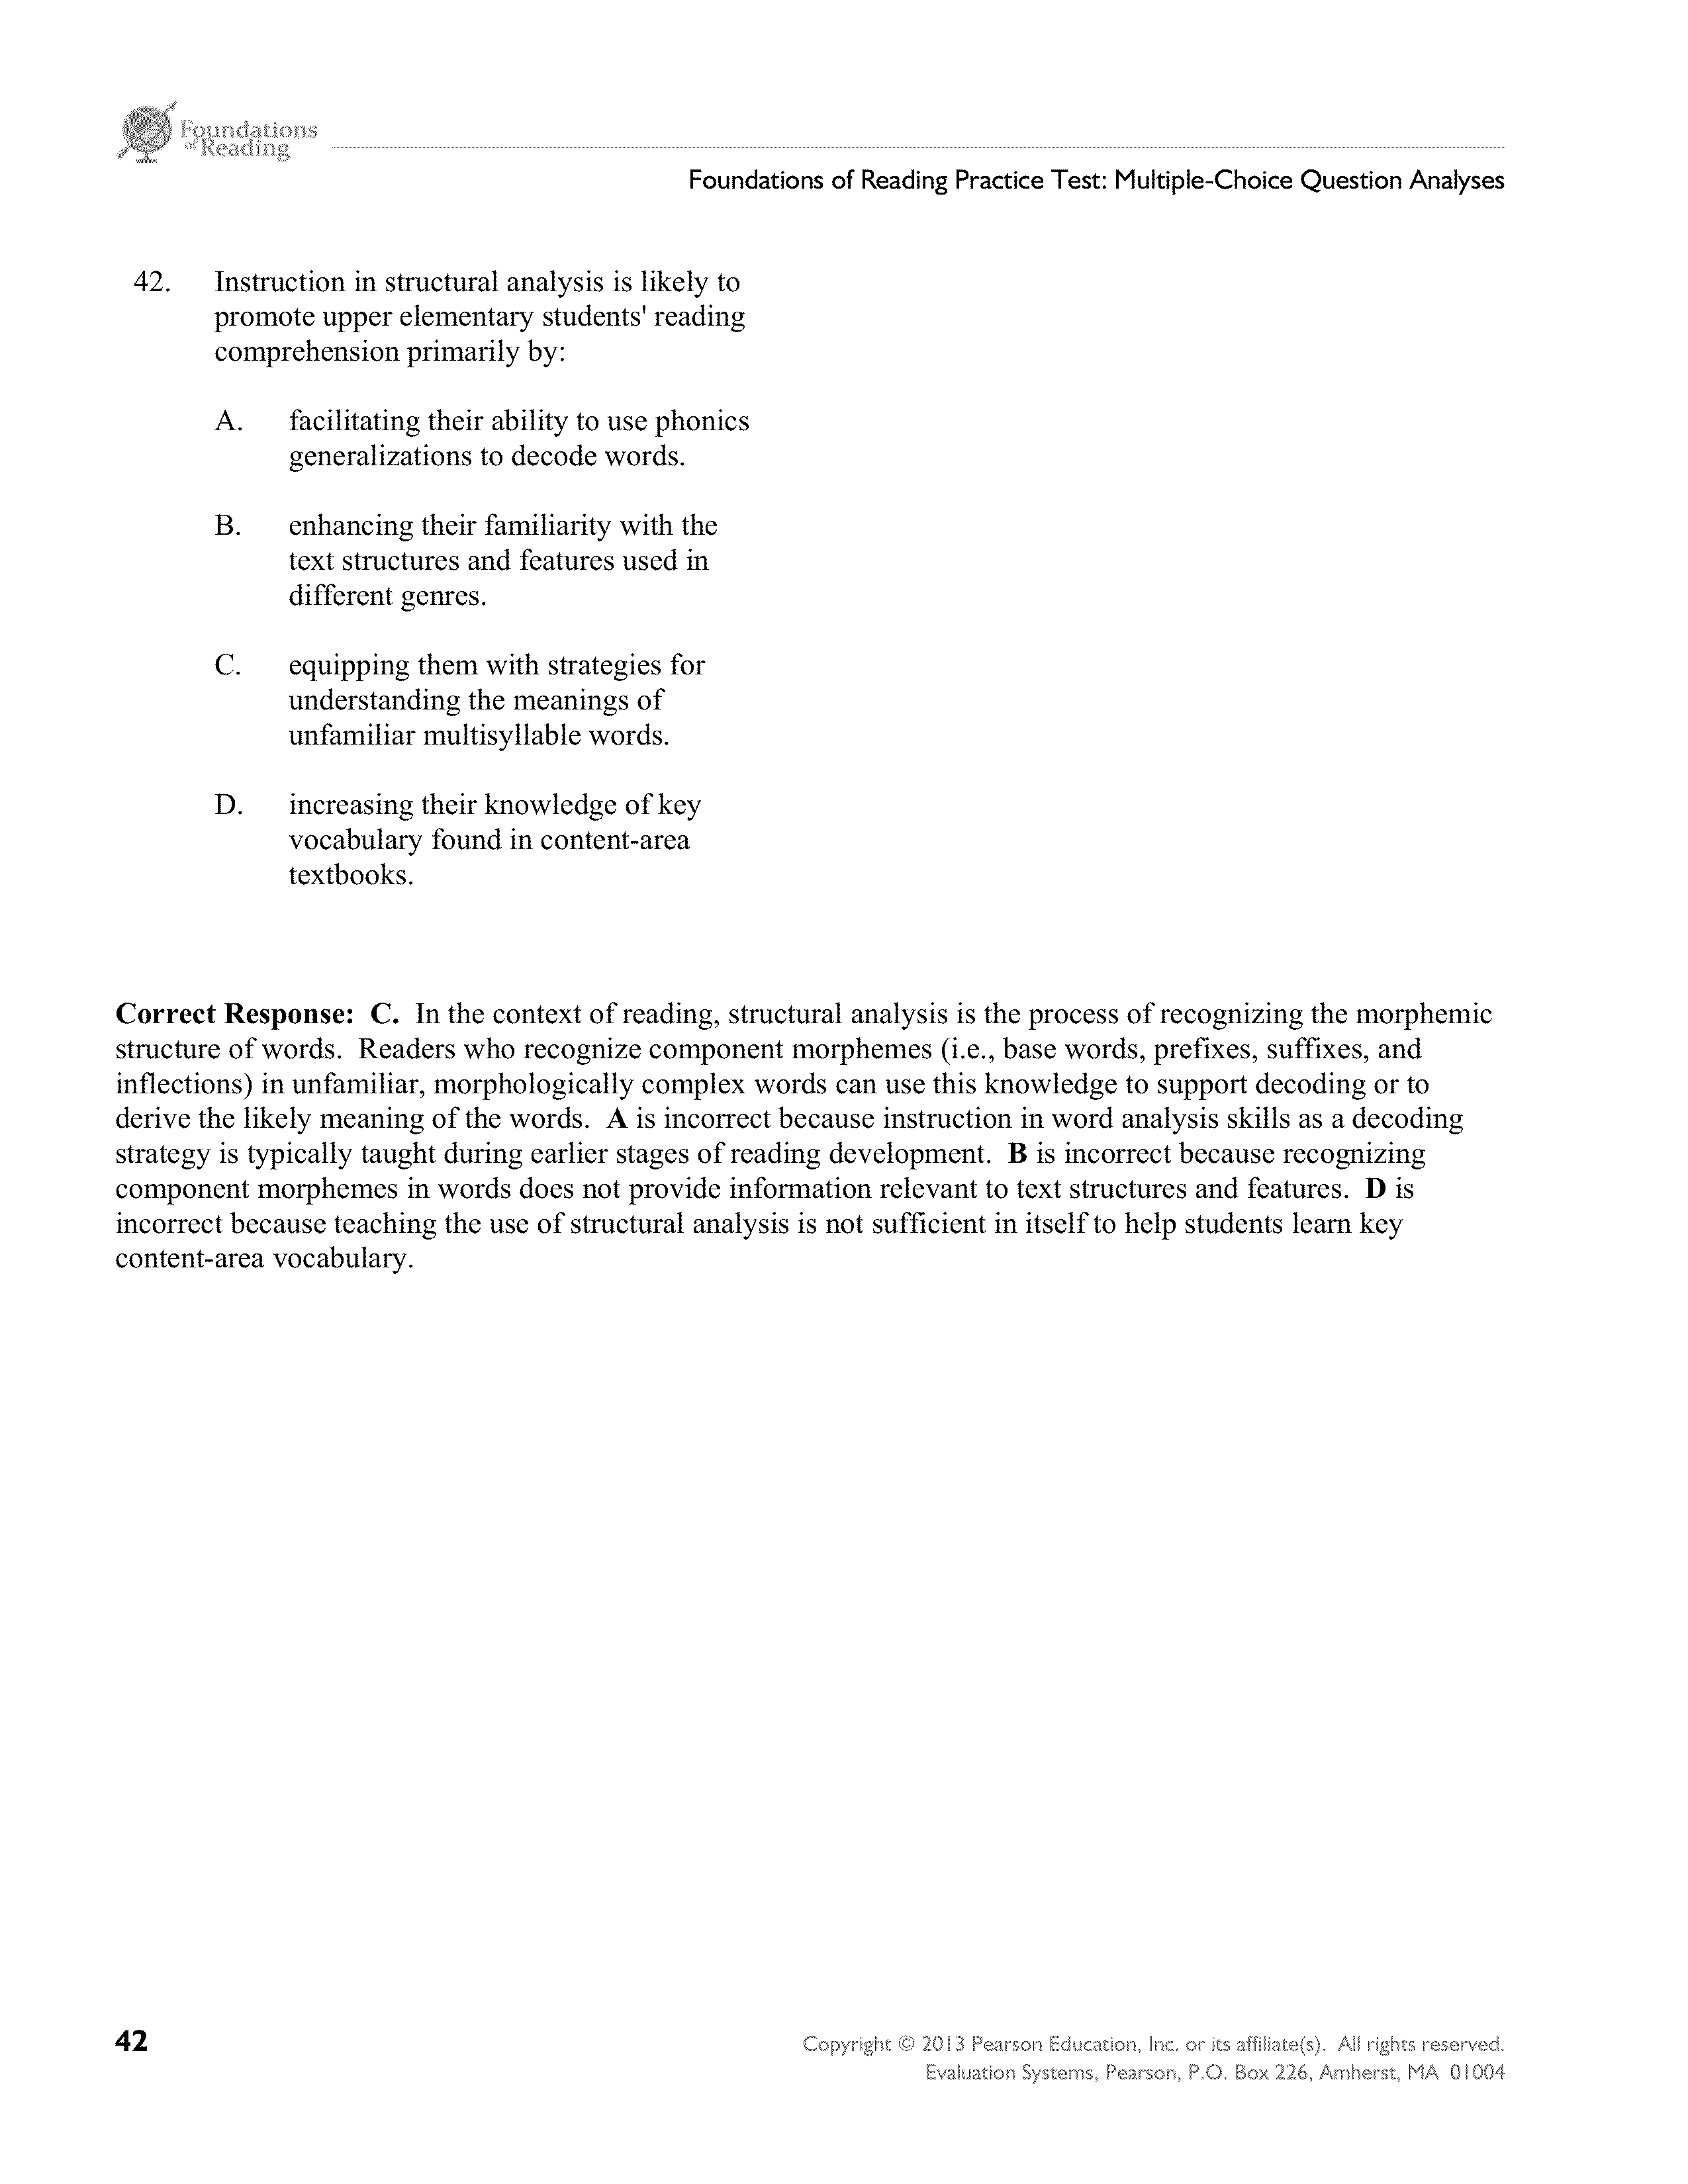 Foundations
of Reading
Foundations of Reading Practice Test: Multiple-Choice Question Analyses
42. Instruction in structural analysis is likely to
promote upper elementary students' reading
comprehension primarily by:
A. facilitating their ability to use phonics
generalizations to decode words.
B. enhancing their familiarity with the
text structures and features used in
different genres.
C. equipping them with strategies for
understanding the meanings of
unfamiliar multisyllable words.
D. increasing their knowledge of key
vocabulary found in content-area
textbooks.
Correct Response: C. In the context of reading, structural analysis is the process of recognizing the morphemic
structure of words. Readers who recognize component morphemes (i.e., base words, prefixes, suffixes, and
inflections) in unfamiliar, morphologically complex words can use this knowledge to support decoding or to
derive the likely meaning of the words. A is incorrect because instruction in word analysis skills as a decoding
strategy is typically taught during earlier stages of reading development. B is incorrect because recognizing
component morphemes in words does not provide information relevant to text structures and features. D is
incorrect because teaching the use of structural analysis is not sufficient in itself to help students learn key
content-area vocabulary.
42
Copyright © 2013 Pearson Education, Inc. or its affiliate(s). All rights reserved.
Evaluation Systems, Pearson, P.O. Box 226, Amherst, MA 01004